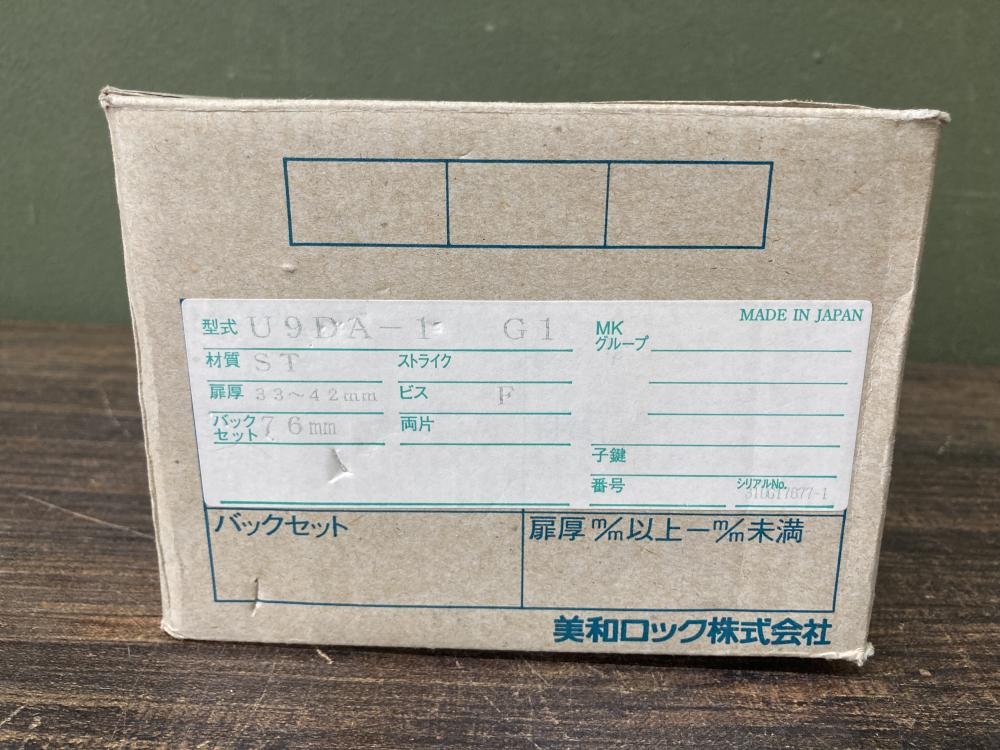 MADE IN JAPAN
型式 U9DA-1 G1 MK グループ
材質 ST ストライク
扉厚 33～42mm ビス F
バックセット 76mm 両片
子鍵
番号 シリアルNo.
バックセット 扉厚 m/m以上ーm/m未満
美和ロック株式会社